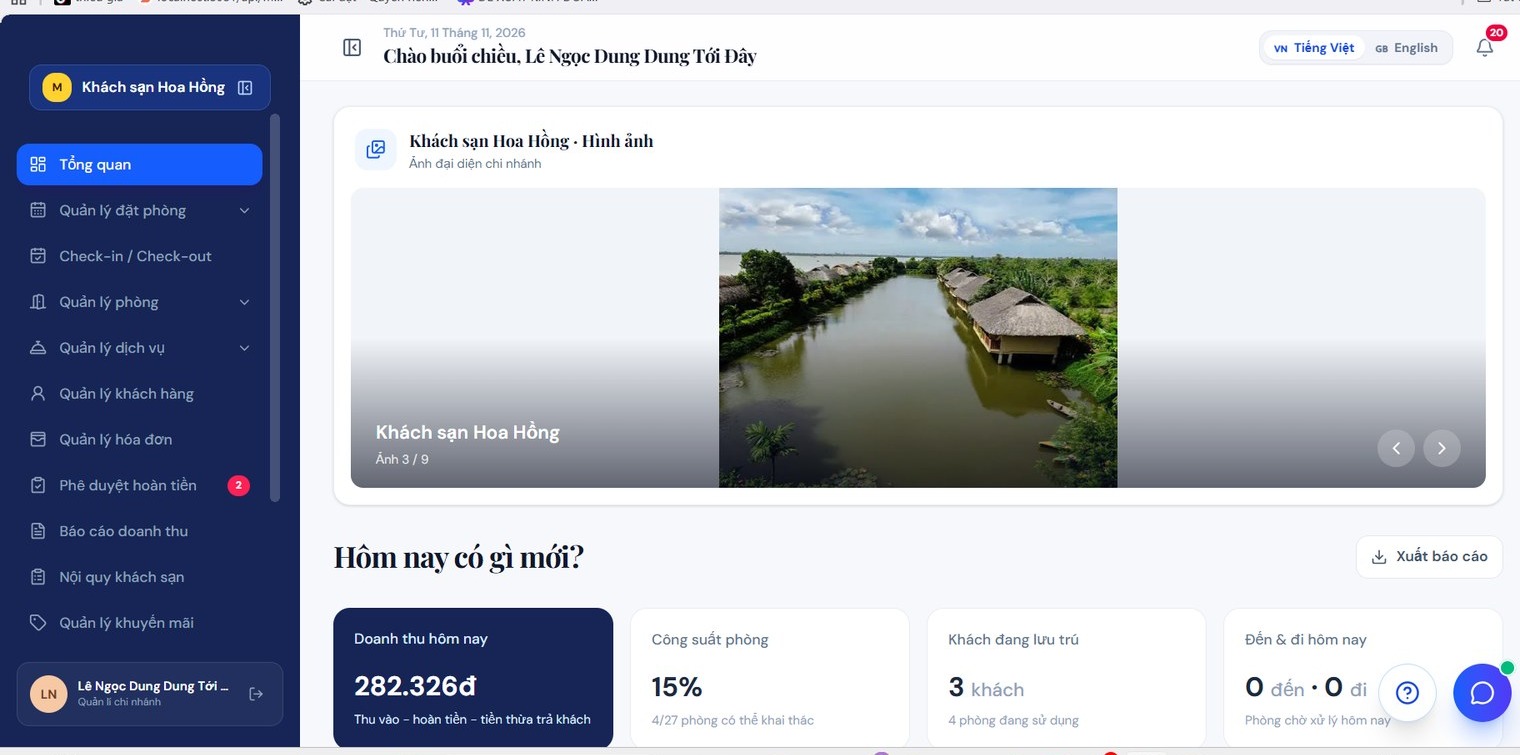 Thứ Tư, 11 Tháng 11, 2026
Chào buổi chiều, Lê Ngọc Dung Dung Tới Đây
VN Tiếng Việt
GB English
20
M
Khách sạn Hoa Hồng
Tổng quan
Quản lý đặt phòng
Check-in / Check-out
Quản lý phòng
Quản lý dịch vụ
Quản lý khách hàng
Quản lý hóa đơn
Phê duyệt hoàn tiền
2
Báo cáo doanh thu
Nội quy khách sạn
Quản lý khuyến mãi
LN
Lê Ngọc Dung Dung Tới ...
Quản lí chi nhánh
Khách sạn Hoa Hồng · Hình ảnh
Ảnh đại diện chi nhánh
Khách sạn Hoa Hồng
Ảnh 3 / 9
Hôm nay có gì mới?
Xuất báo cáo
Doanh thu hôm nay
282.326đ
Thu vào - hoàn tiền - tiền thừa trả khách
Công suất phòng
15%
4/27 phòng có thể khai thác
Khách đang lưu trú
3 khách
4 phòng đang sử dụng
Đến & đi hôm nay
0 đến · 0 đi
Phòng chờ xử lý hôm nay